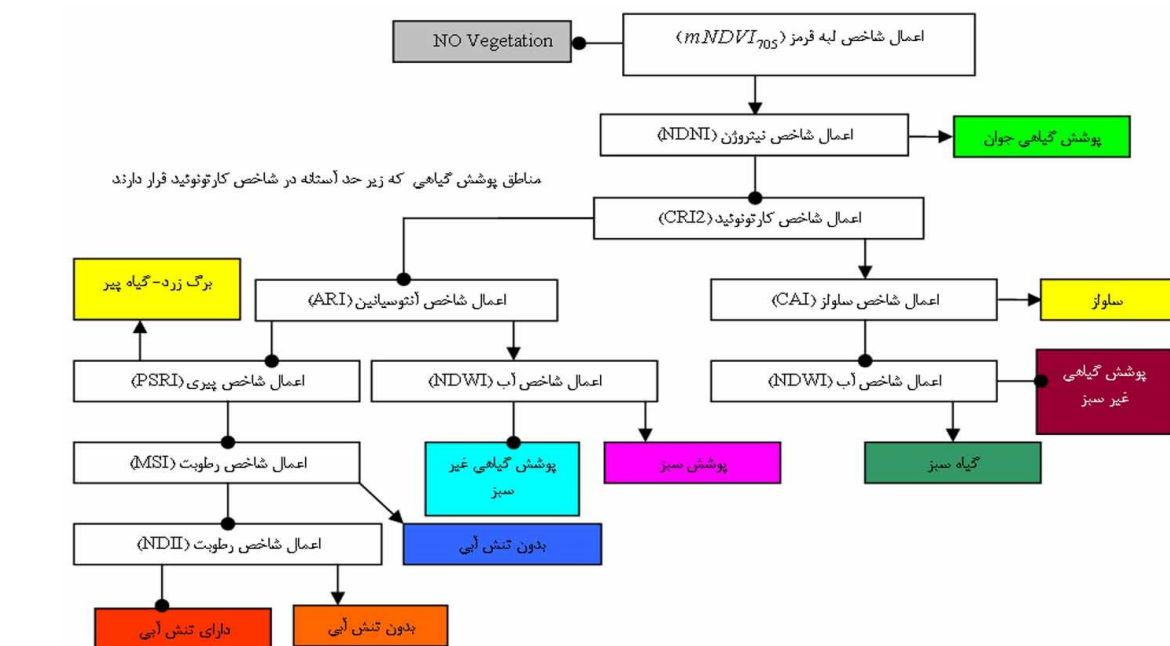 NO Vegetation
اعمال شاخص لبه قرمز (mNDVI705)
اعمال شاخص نیتروژن (NDNI)
پوشش گیاهی جوان
مناطق پوشش گیاهی که زیر حد آستانه در شاخص کارتونوئید قرار دارند
اعمال شاخص کارتونوئید (CRI2)
برگ زرد-گیاه پیر
اعمال شاخص آنتوسیانین (ARI)
اعمال شاخص سلولز (CAI)
سلولز
اعمال شاخص پیری (PSRI)
اعمال شاخص آب (NDWI)
اعمال شاخص آب (NDWI)
پوشش گیاهی
غیر سبز
اعمال شاخص رطوبت (MSI)
پوشش گیاهی غیر
سبز
پوشش سبز
گیاه سبز
اعمال شاخص رطوبت (NDII)
بدون تنش آبی
دارای تنش آبی
بدون تنش آبی